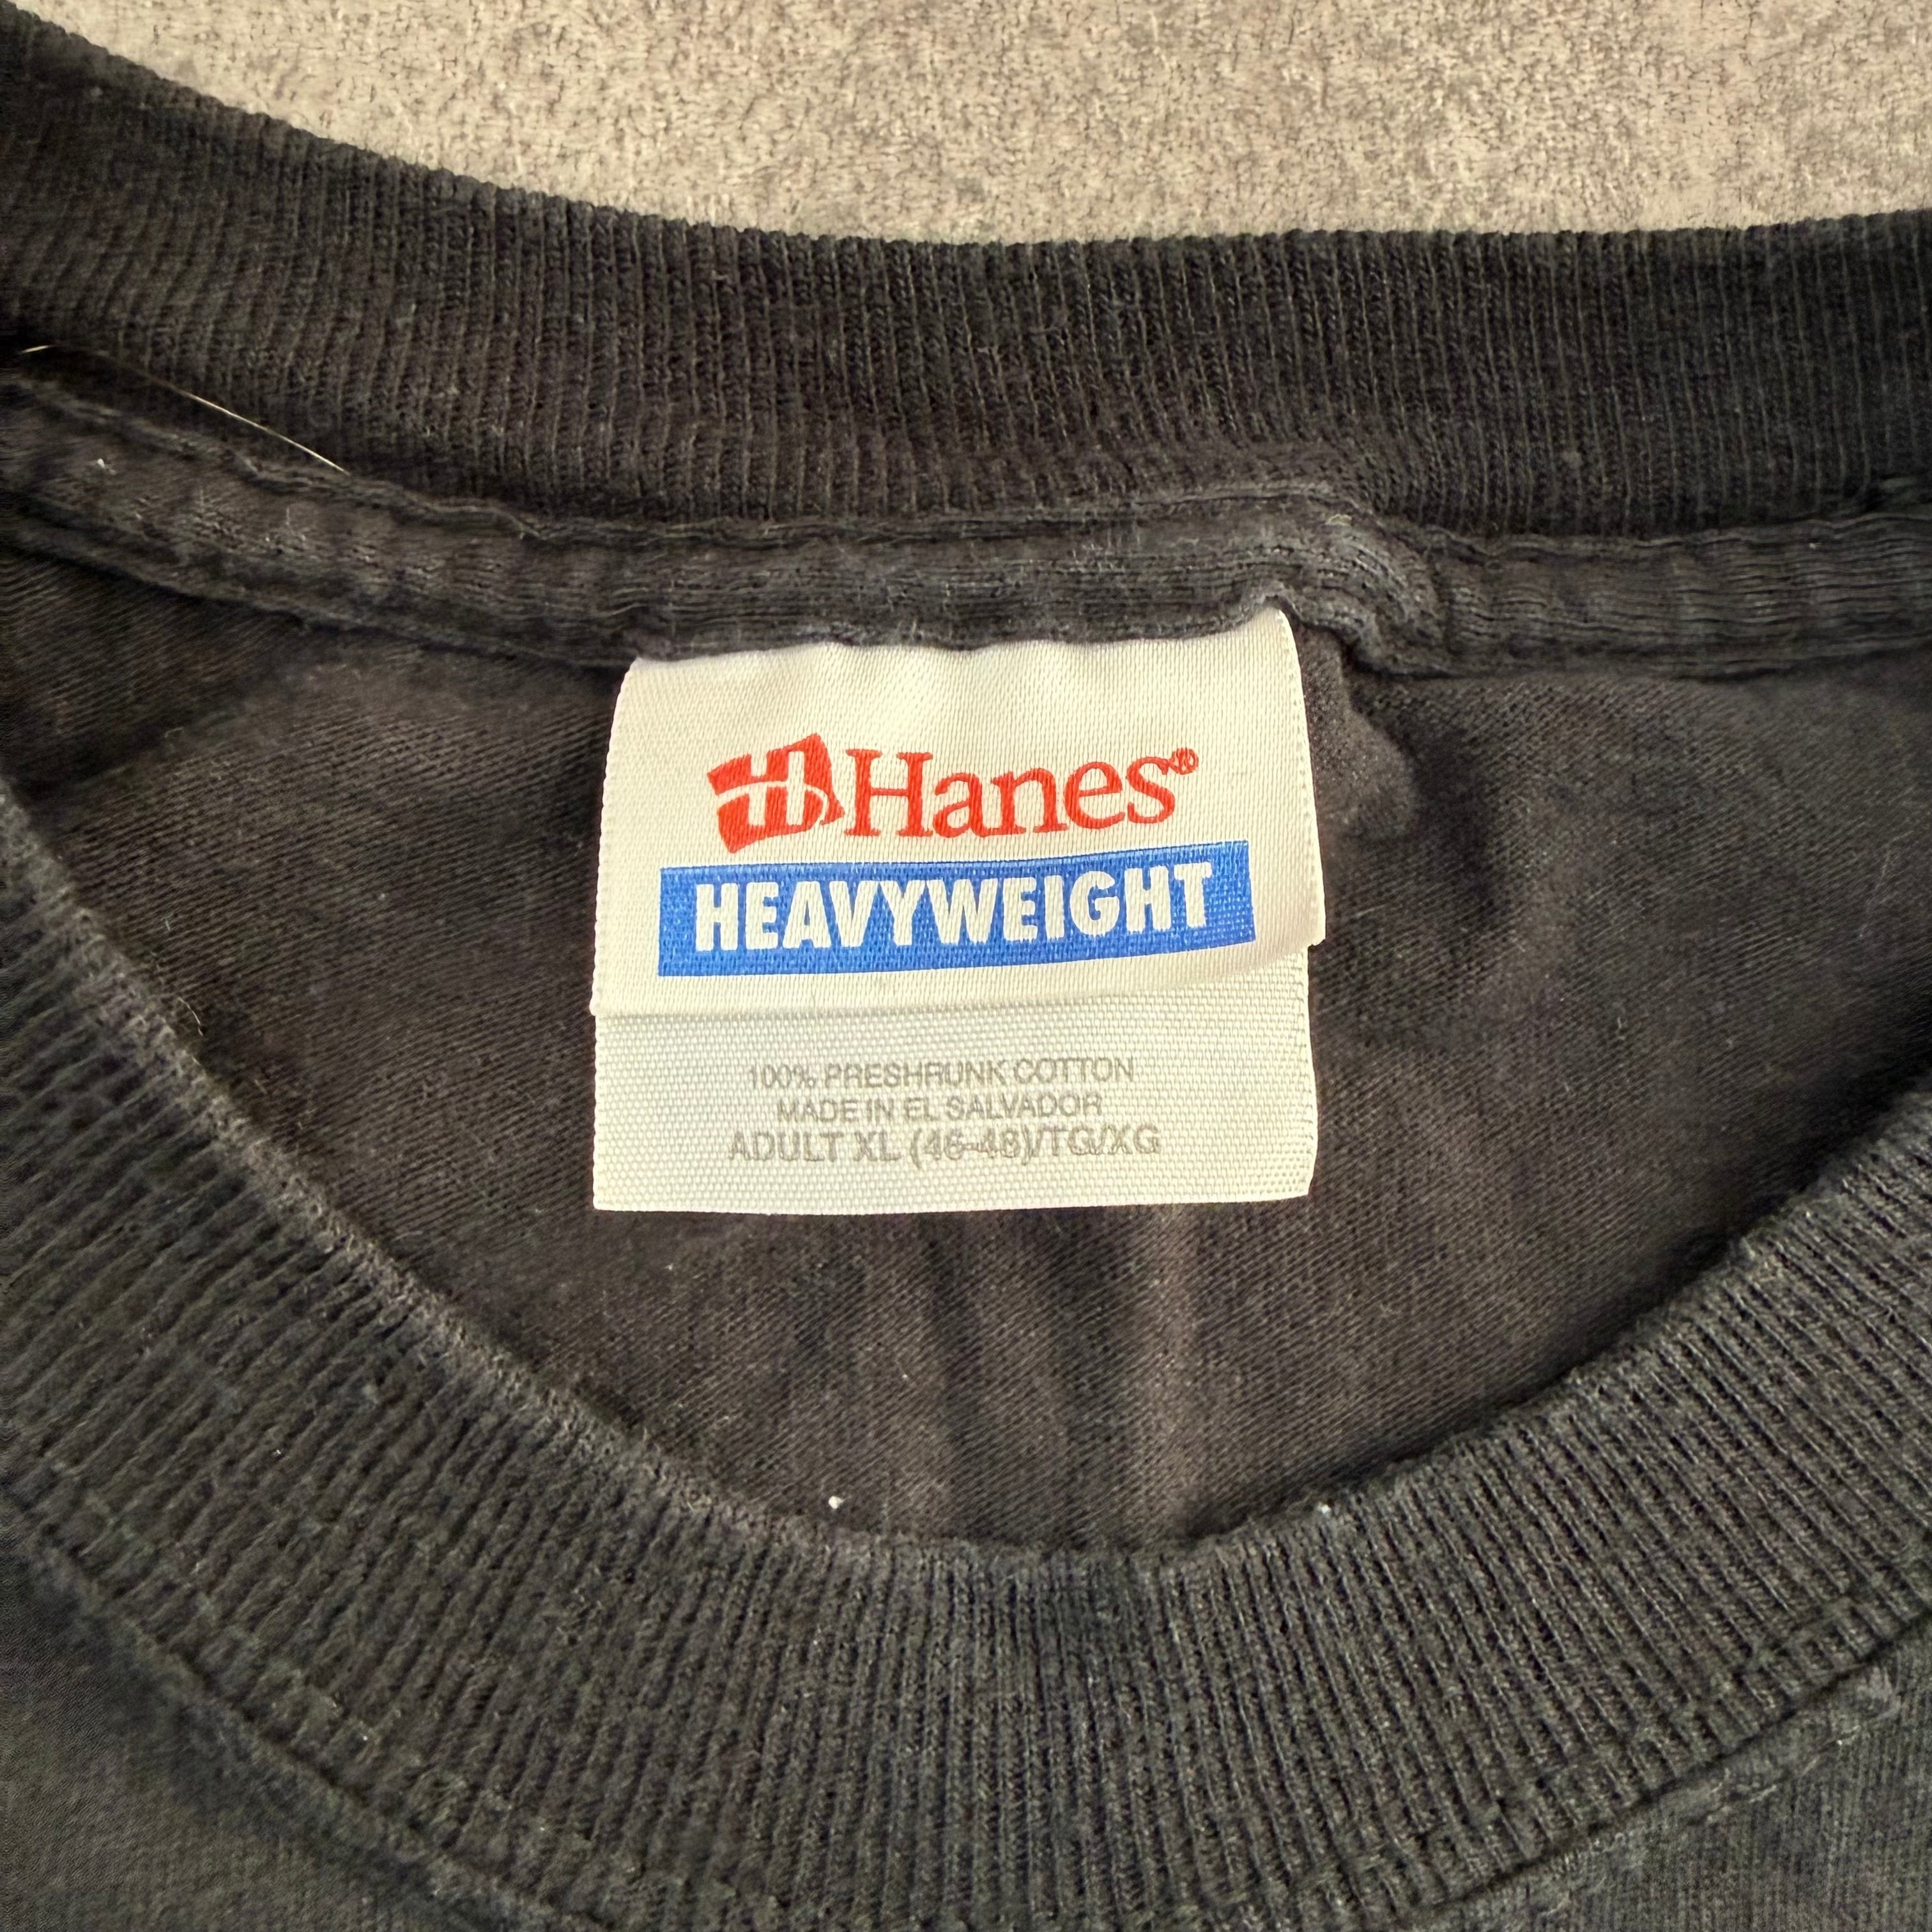 H Hanes®
HEAVYWEIGHT
100% PRESHRUNK COTTON
MADE IN EL SALVADOR
ADULT XL (46-48)/TG/XG